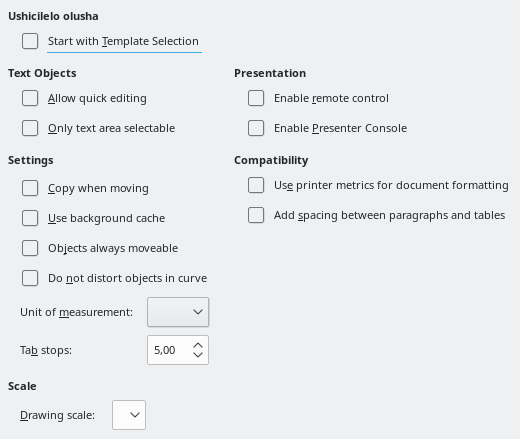 Ushicilelo olusha
Start with Template Selection
Text Objects
Allow quick editing
Only text area selectable
Presentation
Enable remote control
Enable Presenter Console
Settings
Copy when moving
Use background cache
Objects always moveable
Do not distort objects in curve
Unit of measurement:
Tab stops: 5,00
Compatibility
Use printer metrics for document formatting
Add spacing between paragraphs and tables
Scale
Drawing scale: